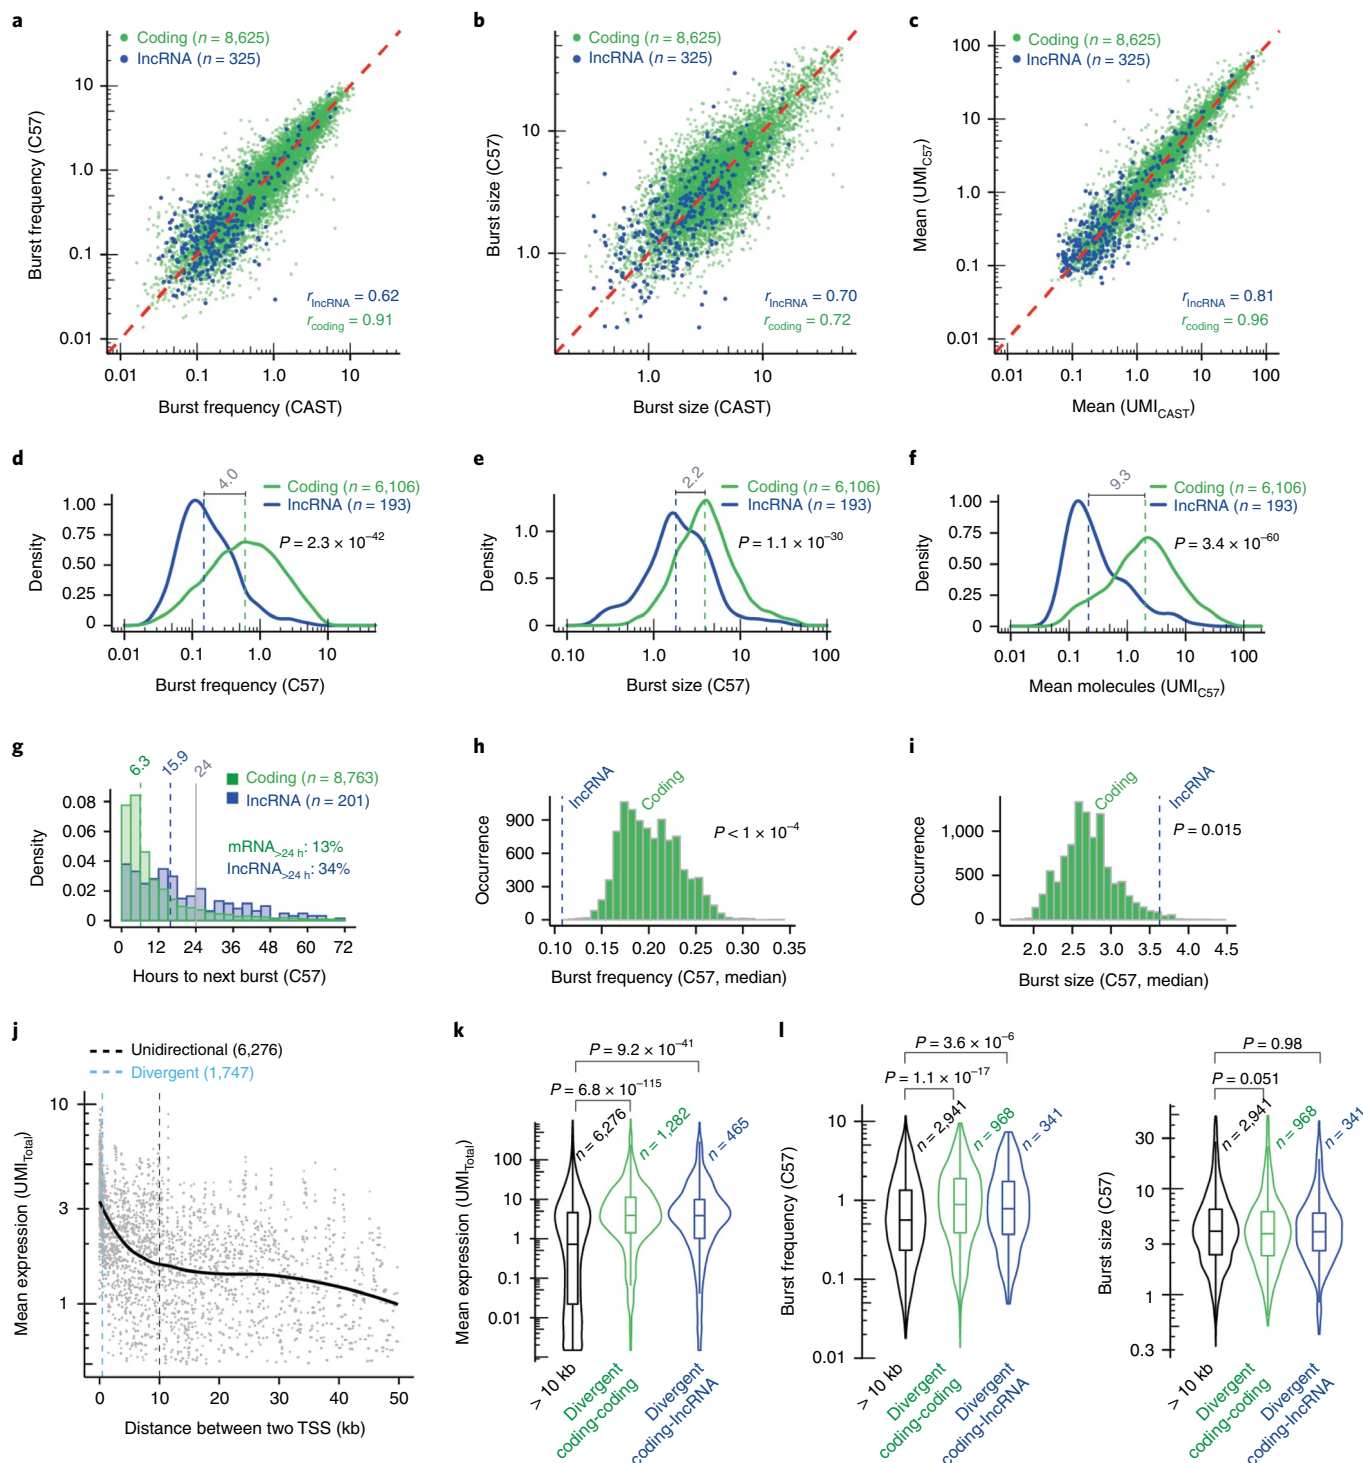 a
Coding (n = 8,625)
lncRNA (n = 325)
Burst frequency (C57)
10
1.0
0.1
0.01
r lncRNA = 0.62
r coding = 0.91
0.01 0.1 1.0 10
Burst frequency (CAST)
b
Coding (n = 8,625)
lncRNA (n = 325)
Burst size (C57)
10
1.0
r lncRNA = 0.70
r coding = 0.72
1.0 10
Burst size (CAST)
c
Coding (n = 8,625)
lncRNA (n = 325)
Mean (UMI C57)
100
10
1.0
0.1
0.01
r lncRNA = 0.81
r coding = 0.96
0.01 0.1 1.0 10 100
Mean (UMI CAST)
d
4.0
Coding (n = 6,106)
lncRNA (n = 193)
P = 2.3 × 10^−42
Density
1.00
0.75
0.50
0.25
0
0.01 0.1 1.0 10
Burst frequency (C57)
e
2.2
Coding (n = 6,106)
lncRNA (n = 193)
P = 1.1 × 10^−30
Density
1.0
0.5
0
0.10 1.0 10 100
Burst size (C57)
f
9.3
Coding (n = 6,106)
lncRNA (n = 193)
P = 3.4 × 10^−60
Density
1.00
0.75
0.50
0.25
0
0.01 0.1 1.0 10 100
Mean molecules (UMI C57)
g
6.3 15.9 24
Coding (n = 8,763)
lncRNA (n = 201)
mRNA >24 h: 13%
lncRNA >24 h: 34%
Density
0.08
0.06
0.04
0.02
0
0 12 24 36 48 60 72
Hours to next burst (C57)
h
lncRNA
Coding
P < 1 × 10^−4
Occurrence
900
600
300
0
0.10 0.15 0.20 0.25 0.30 0.35
Burst frequency (C57, median)
i
Coding
lncRNA
P = 0.015
Occurrence
1,000
500
0
2.0 2.5 3.0 3.5 4.0 4.5
Burst size (C57, median)
j
Unidirectional (6,276)
Divergent (1,747)
Mean expression (UMI Total)
10
3
1
0 10 20 30 40 50
Distance between two TSS (kb)
k
P = 9.2 × 10^−41
P = 6.8 × 10^−115
n = 6,276
n = 1,282
n = 465
Mean expression (UMI Total)
100
10
1
0.1
0.01
> 10 kb
Divergent
coding-coding
Divergent
coding-lncRNA
l
P = 3.6 × 10^−6
P = 1.1 × 10^−17
n = 2,941
n = 968
n = 341
Burst frequency (C57)
10
1
0.1
0.01
> 10 kb
Divergent
coding-coding
Divergent
coding-lncRNA
P = 0.98
P = 0.051
n = 2,941
n = 968
n = 341
Burst size (C57)
30
10
3
1
0.3
> 10 kb
Divergent
coding-coding
Divergent
coding-lncRNA